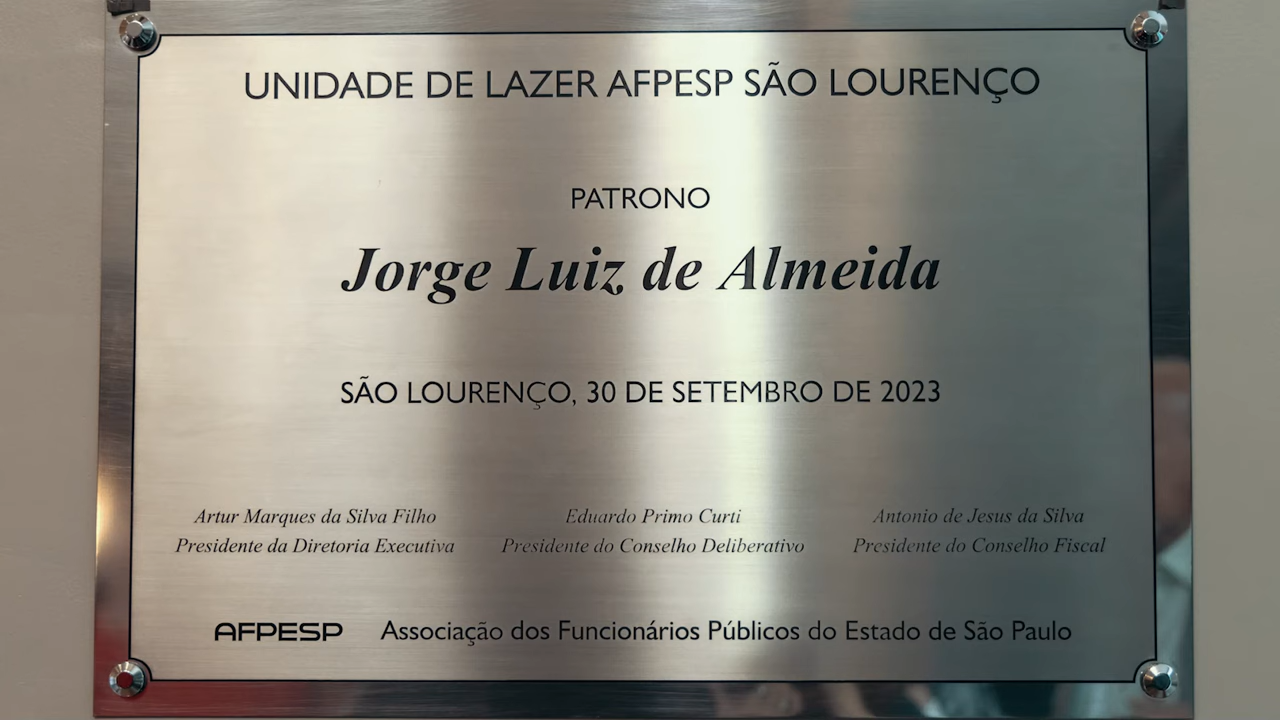 UNIDADE DE LAZER AFPESP SÃO LOURENÇO
PATRONO
Jorge Luiz de Almeida
SÃO LOURENÇO, 30 DE SETEMBRO DE 2023
Artur Marques da Silva Filho
Presidente da Diretoria Executiva
Eduardo Primo Curti
Presidente do Conselho Deliberativo
Antonio de Jesus da Silva
Presidente do Conselho Fiscal
AFPESP Associação dos Funcionários Públicos do Estado de São Paulo